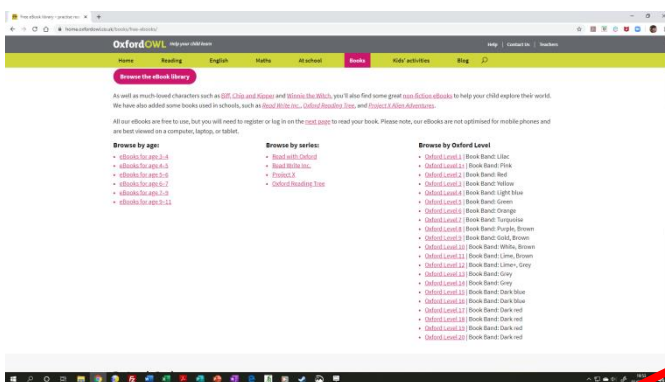 Free eBook library - practise rea
home.oxfordowl.co.uk/books/free-ebooks/
OxfordOWL Help your child learn
Help | Contact Us | Teachers
Home Reading English Maths At school Books Kids' activities Blog
Browse the eBook library
As well as much-loved characters such as Biff, Chip and Kipper and Winnie the Witch, you'll also find some great non-fiction eBooks to help your child explore their world.
We have also added some books used in schools, such as Read Write Inc., Oxford Reading Tree, and Project X Alien Adventures.
All our eBooks are free to use, but you will need to register or log in on the next page to read your book. Please note, our eBooks are not optimised for mobile phones and
are best viewed on a computer, laptop, or tablet.
Browse by age:
eBooks for age 3–4
eBooks for age 4–5
eBooks for age 5–6
eBooks for age 6–7
eBooks for age 7–9
eBooks for age 9–11
Browse by series:
Read with Oxford
Read Write Inc.
Project X
Oxford Reading Tree
Browse by Oxford Level
Oxford Level 1 | Book Band: Lilac
Oxford Level 1+ | Book Band: Pink
Oxford Level 2 | Book Band: Red
Oxford Level 3 | Book Band: Yellow
Oxford Level 4 | Book Band: Light blue
Oxford Level 5 | Book Band: Green
Oxford Level 6 | Book Band: Orange
Oxford Level 7 | Book Band: Turquoise
Oxford Level 8 | Book Band: Purple, Brown
Oxford Level 9 | Book Band: Gold, Brown
Oxford Level 10 | Book Band: White, Brown
Oxford Level 11 | Book Band: Lime, Brown
Oxford Level 12 | Book Band: Lime+, Grey
Oxford Level 13 | Book Band: Grey
Oxford Level 14 | Book Band: Grey
Oxford Level 15 | Book Band: Dark blue
Oxford Level 16 | Book Band: Dark blue
Oxford Level 17 | Book Band: Dark red
Oxford Level 18 | Book Band: Dark red
Oxford Level 19 | Book Band: Dark red
Oxford Level 20 | Book Band: Dark red